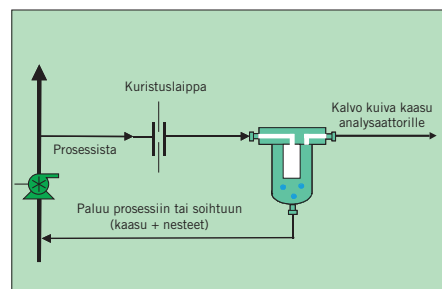 Kuristuslaippa
Kalvo kuiva kaasu
analysaattorille
Prosessista
Paluu prosessiin tai soihtuun
(kaasu + nesteet)